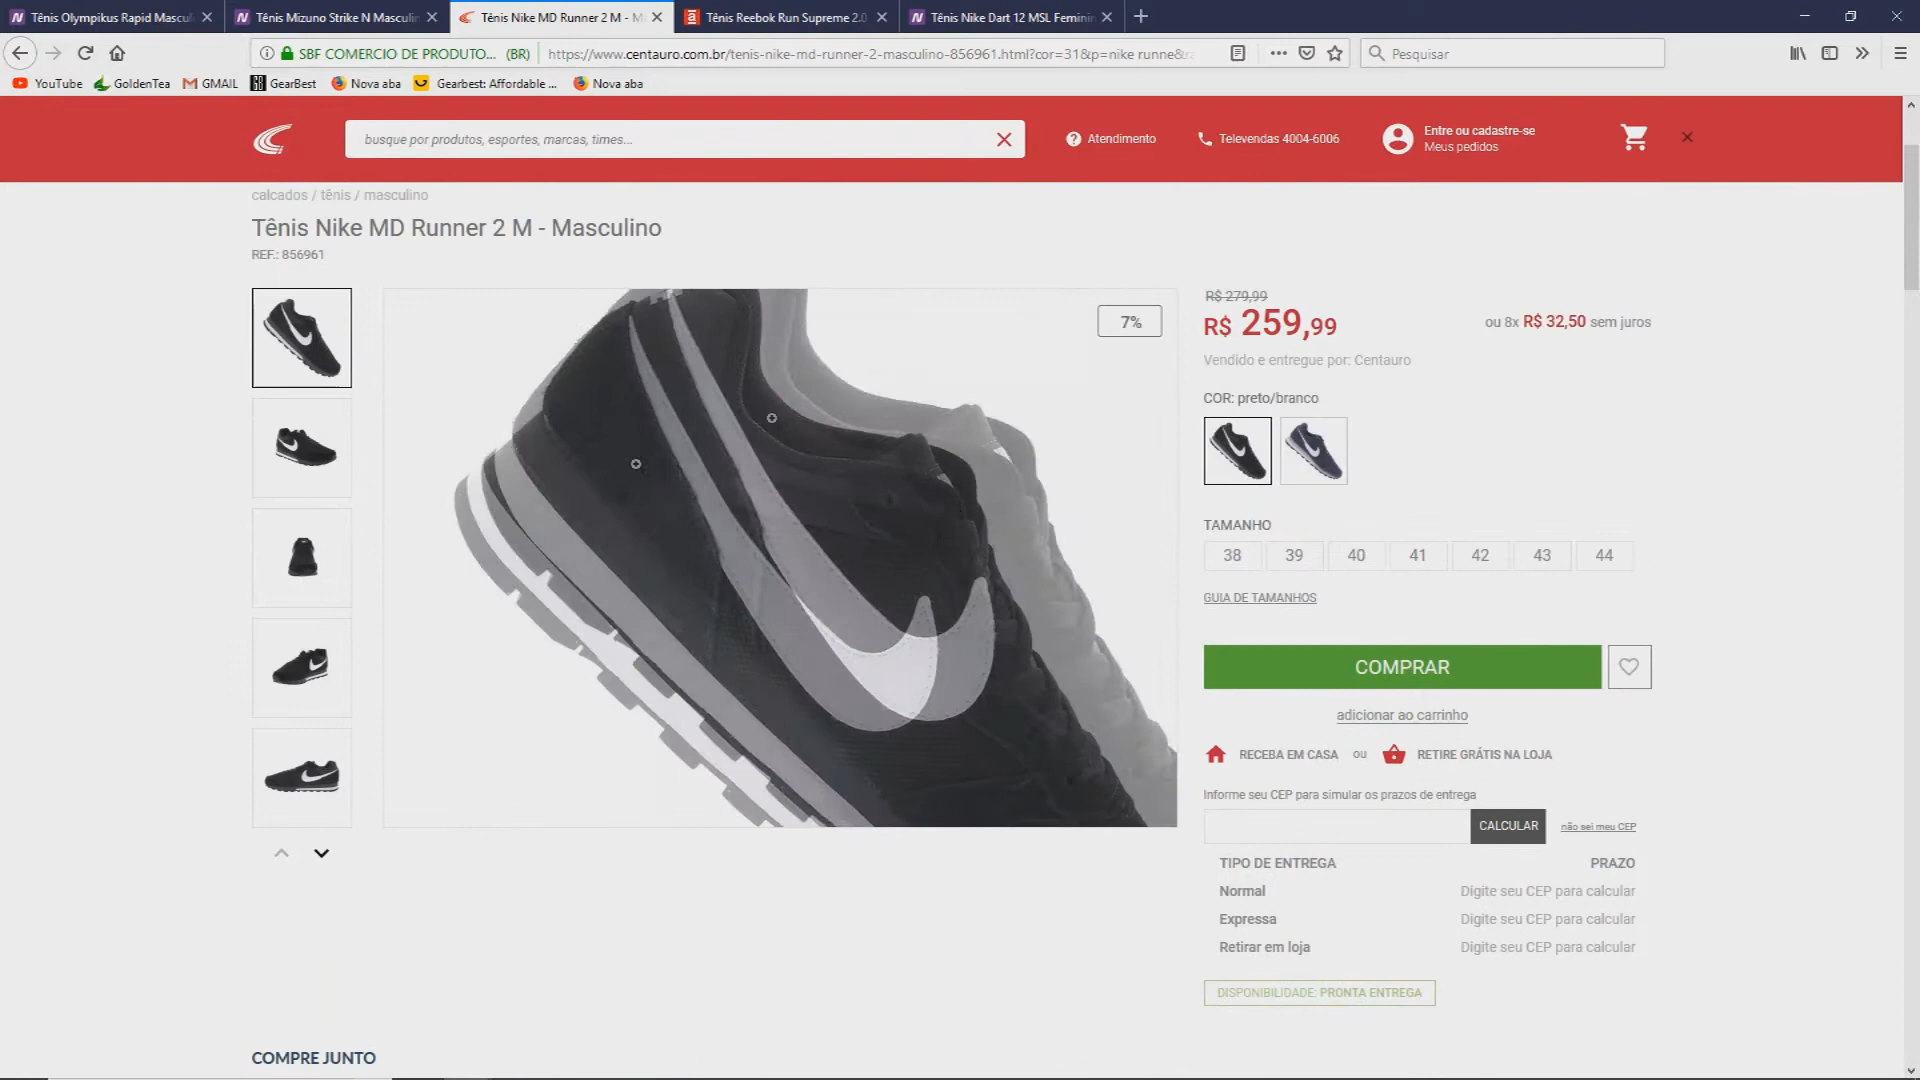 Tênis Olympikus Rapid Mascul
Tênis Mizuno Strike N Masculin
Tênis Nike MD Runner 2 M - M
Tênis Reebok Run Supreme 2.0
Tênis Nike Dart 12 MSL Feminin
SBF COMERCIO DE PRODUTO... (BR)
https://www.centauro.com.br/tenis-nike-md-runner-2-masculino-856961.html?cor=31&p=nike runne&
Pesquisar
YouTube
GoldenTea
GMAIL
GearBest
Nova aba
Gearbest: Affordable ...
Nova aba
busque por produtos, esportes, marcas, times...
Atendimento
Televendas 4004-6006
Entre ou cadastre-se
Meus pedidos
calcados / tênis / masculino
Tênis Nike MD Runner 2 M - Masculino
REF.: 856961
7%
R$ 279,99
R$ 259,99
ou 8x R$ 32,50 sem juros
Vendido e entregue por: Centauro
COR: preto/branco
TAMANHO
38 39 40 41 42 43 44
GUIA DE TAMANHOS
COMPRAR
adicionar ao carrinho
RECEBA EM CASA ou RETIRE GRÁTIS NA LOJA
Informe seu CEP para simular os prazos de entrega
CALCULAR
não sei meu CEP
TIPO DE ENTREGA PRAZO
Normal Digite seu CEP para calcular
Expressa Digite seu CEP para calcular
Retirar em loja Digite seu CEP para calcular
DISPONIBILIDADE: PRONTA ENTREGA
COMPRE JUNTO